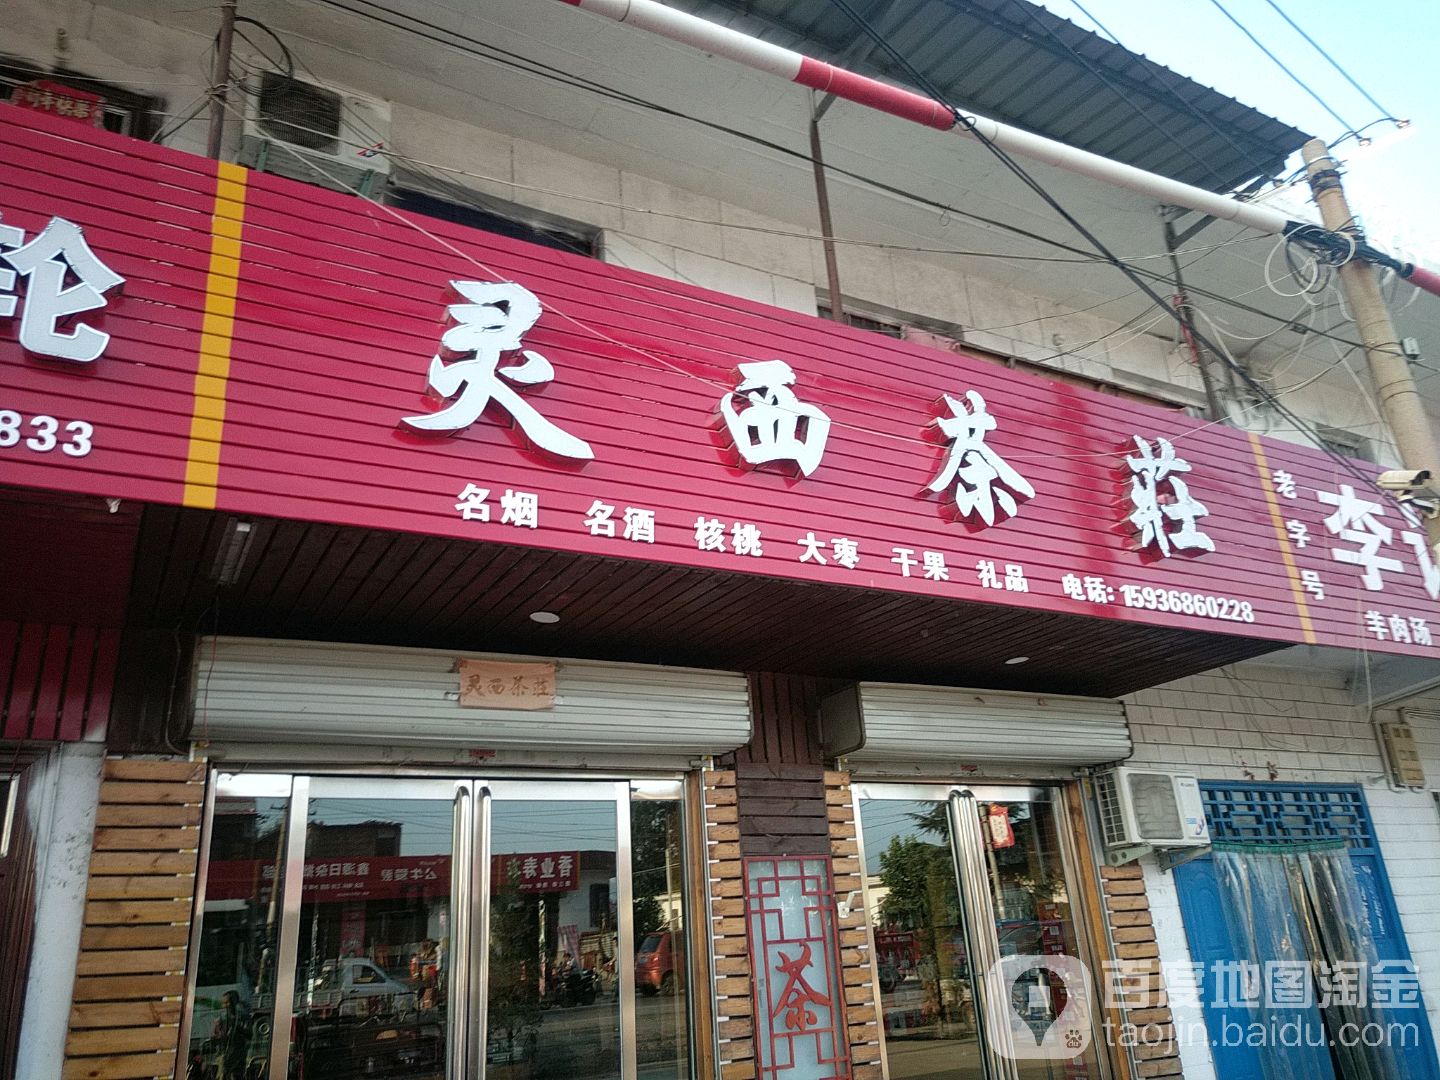 轮
833
灵西茶莊
名烟 名酒 核桃 大枣 干果 礼品 电话:15936860228
老字号
李记
羊肉汤
灵西茶莊
茶
百度地图淘金
taojin.baidu.com